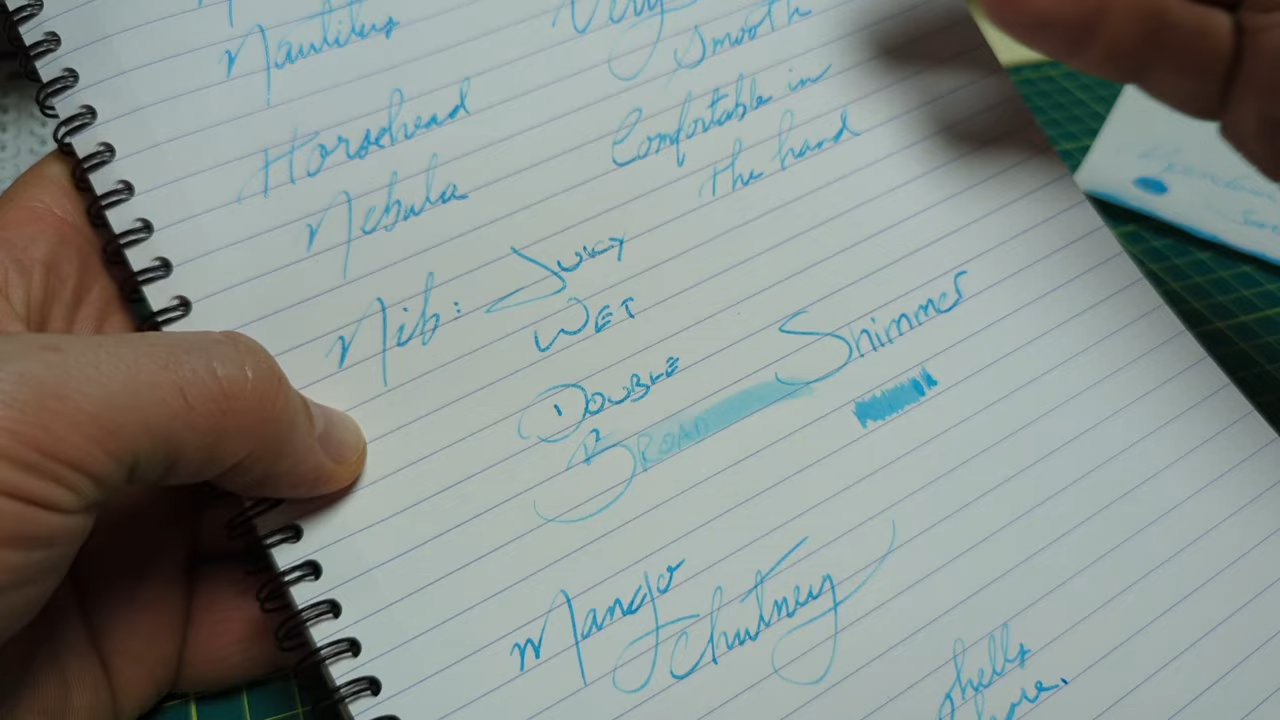 Nautilus
Very
Smooth
Horsehead
Comfortable in
Nebula
the hand
Nib: Juicy
WET
DOUBLE
Shimmer
BROAD
Mango
Chutney